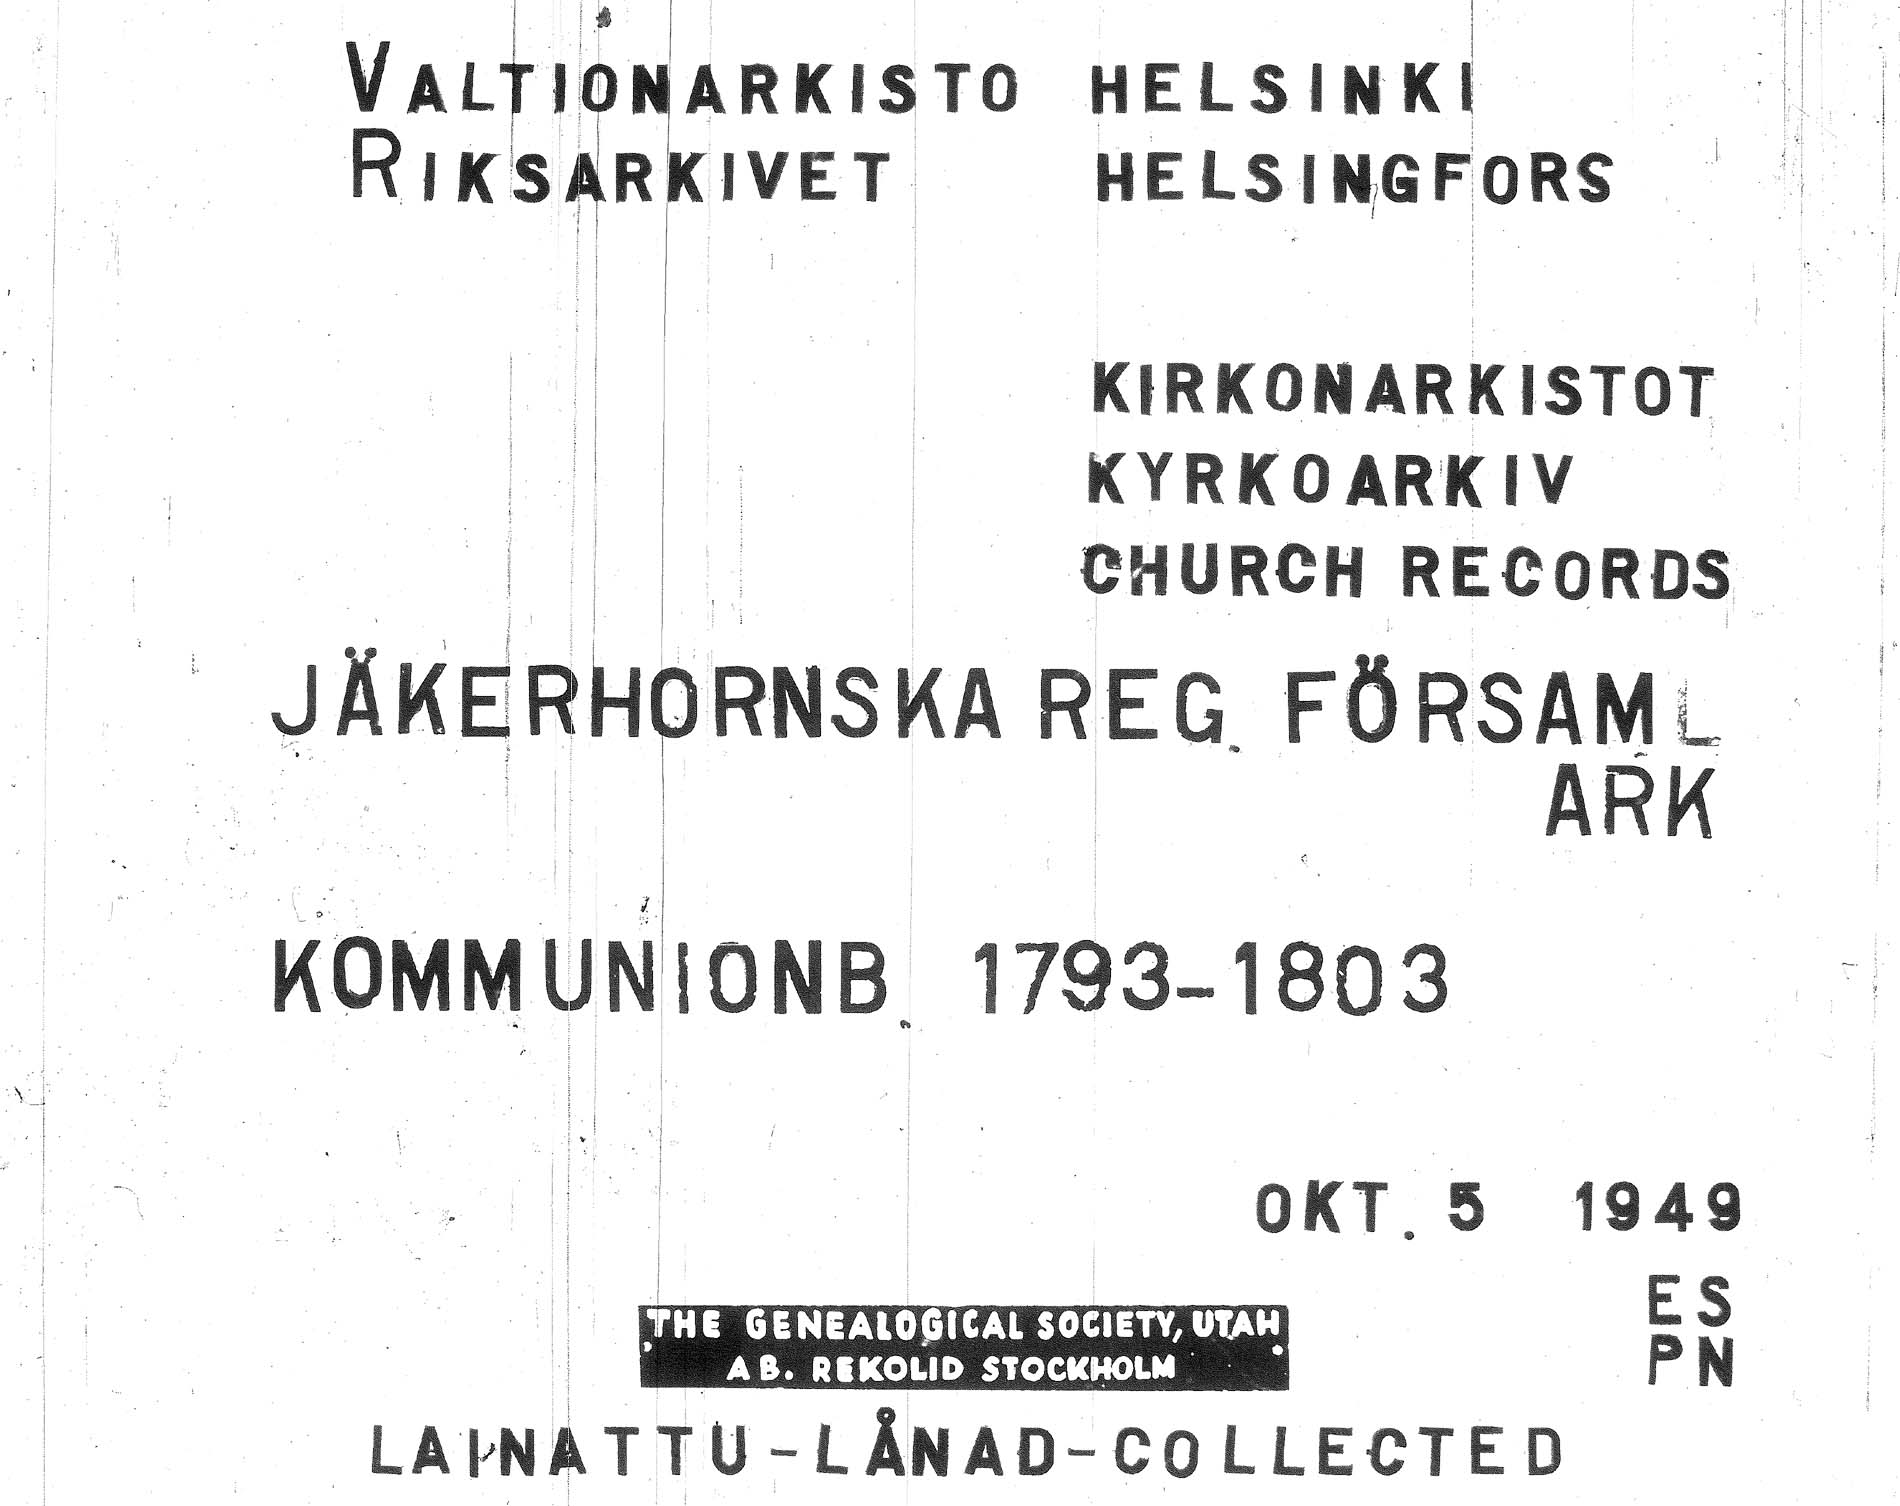 VALTIONARKISTO HELSINKI
RIKSARKIVET HELSINGFORS
KIRKONARKISTOT
KYRKOARKIV
CHURCH RECORDS
JÄKERHORNSKA REG. FÖRSAML
ARK
KOMMUNIONB. 1793-1803
OKT. 5 1949
ES
PN
THE GENEALOGICAL SOCIETY, UTAH
AB. REKOLID STOCKHOLM
LAINATTU-LÅNAD-COLLECTED